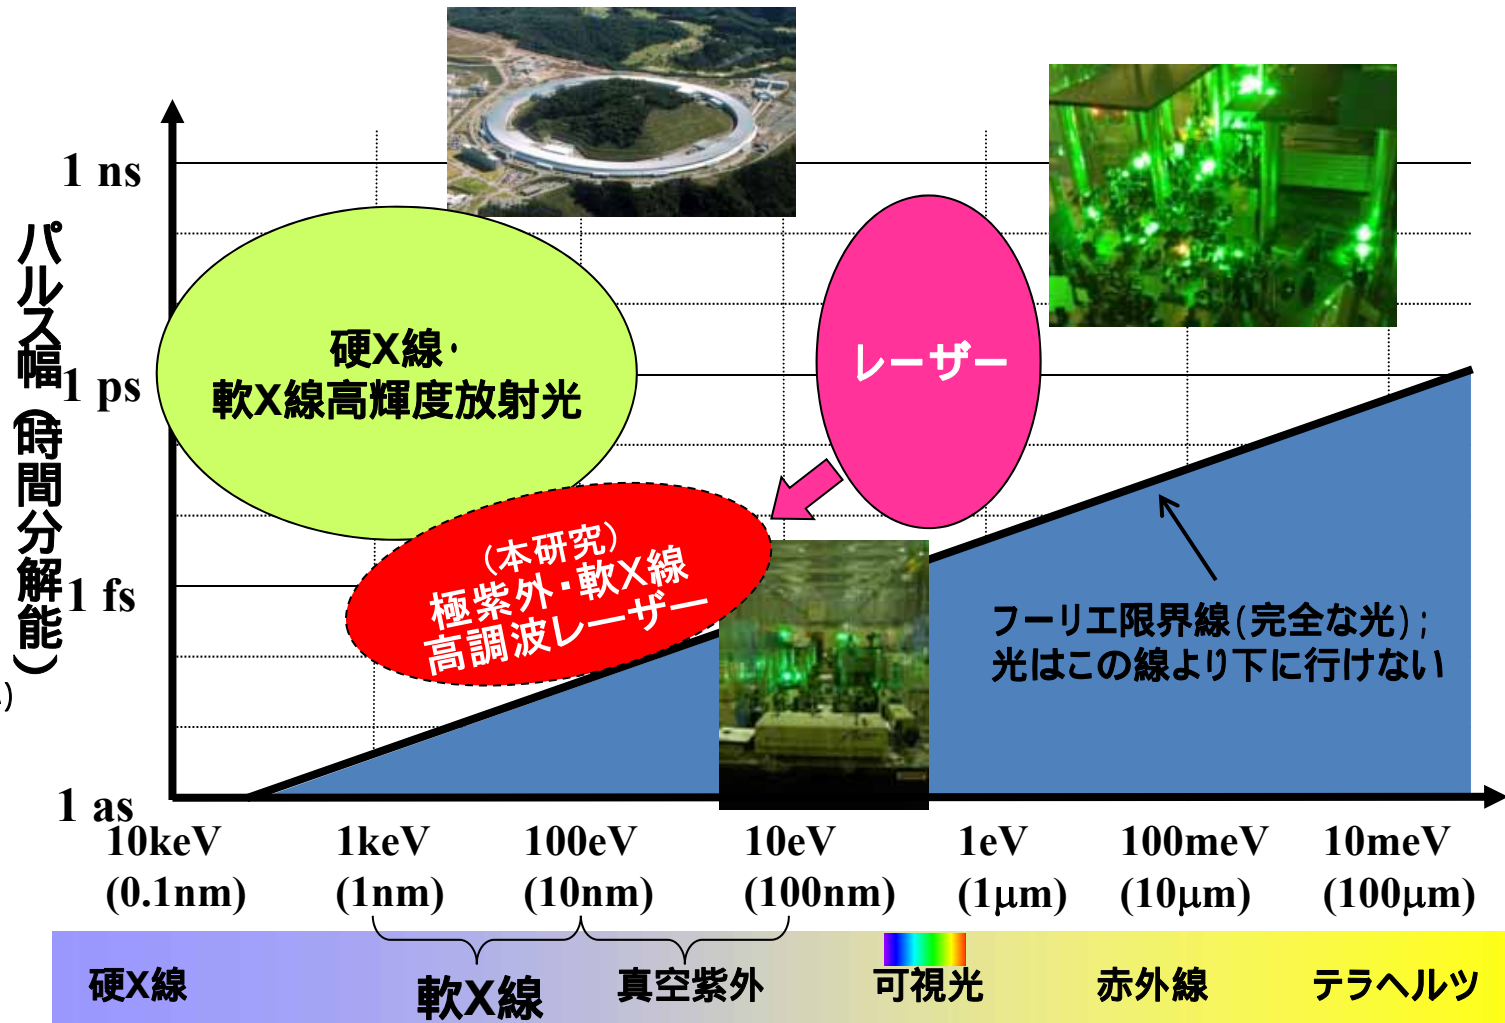 1 ns
1 ps
1 fs
1 as
パルス幅(時間分解能)
)
硬X線・
軟X線高輝度放射光
レーザー
(本研究)
極紫外・軟X線
高調波レーザー
フーリエ限界線(完全な光);
光はこの線より下に行けない
10keV 1keV 100eV 10eV 1eV 100meV 10meV
(0.1nm) (1nm) (10nm) (100nm) (1μm) (10μm) (100μm)
硬X線 軟X線 真空紫外 可視光 赤外線 テラヘルツ